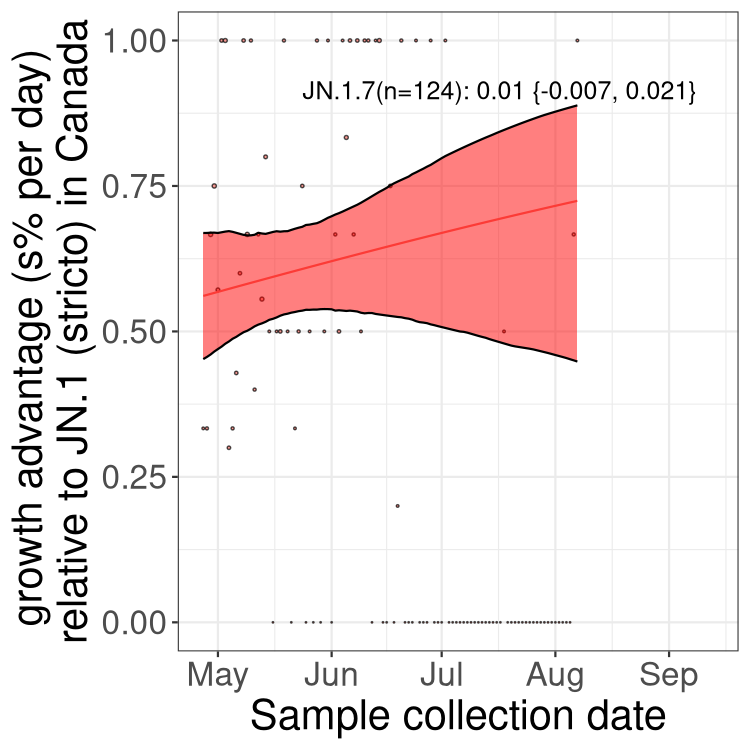 growth advantage (s% per day)
relative to JN.1 (stricto) in Canada
1.00
0.75
0.50
0.25
0.00
JN.1.7(n=124): 0.01 {-0.007, 0.021}
May Jun Jul Aug Sep
Sample collection date